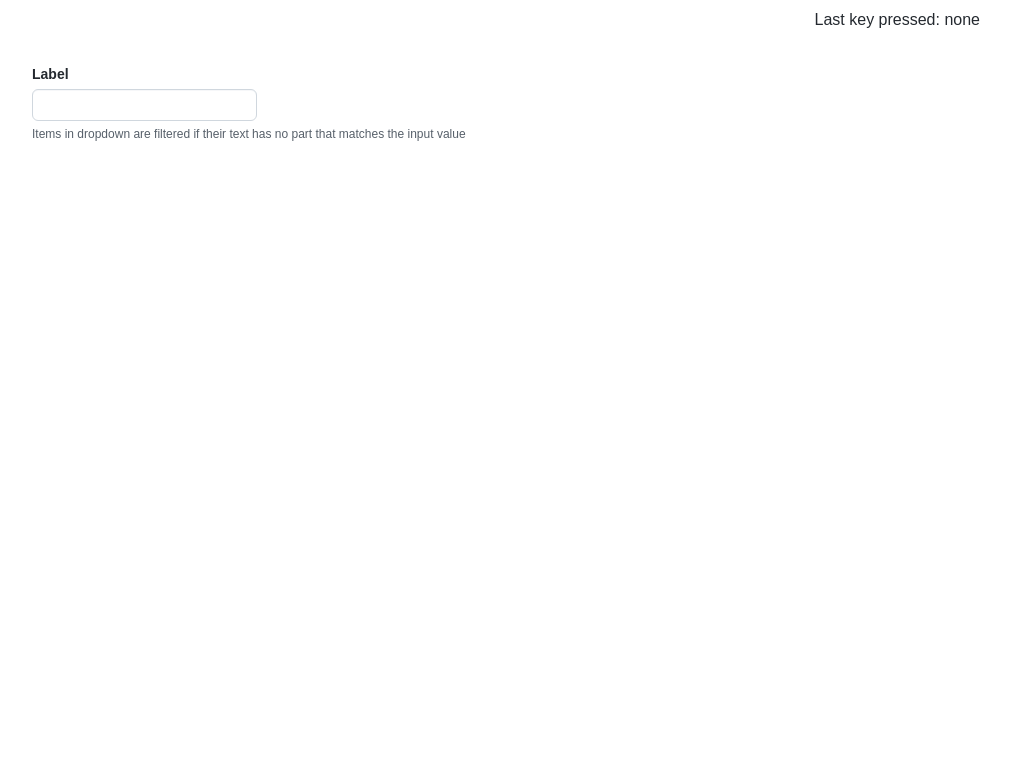 Last key pressed: none
Label
Items in dropdown are filtered if their text has no part that matches the input value